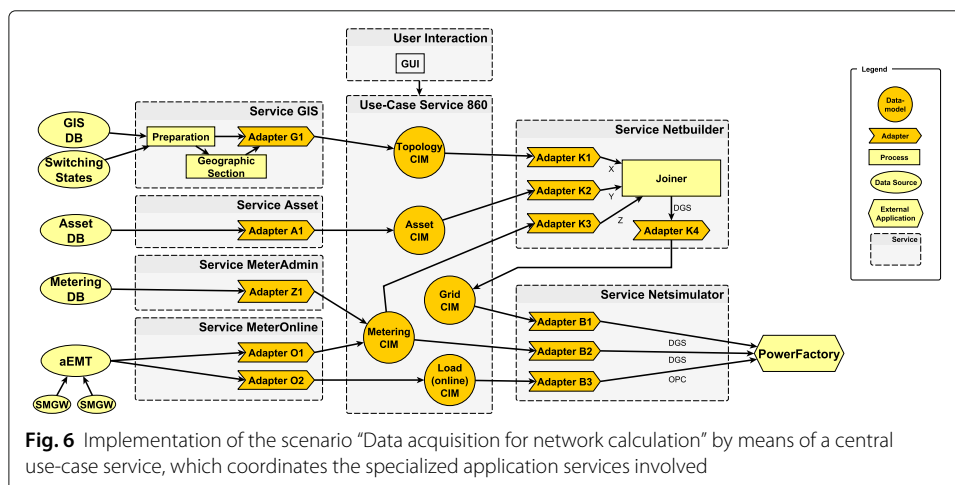 User Interaction
GUI
Use-Case Service 860
Service GIS
GIS
DB
Switching
States
Preparation
Adapter G1
Geographic
Section
Topology
CIM
Service Asset
Asset
DB
Adapter A1
Asset
CIM
Service MeterAdmin
Metering
DB
Adapter Z1
Metering
CIM
Service MeterOnline
aEMT
SMGW
SMGW
Adapter O1
Adapter O2
Grid
CIM
Load
(online)
CIM
Service Netbuilder
Adapter K1
X
Adapter K2
Y
Adapter K3
Z
Joiner
DGS
Adapter K4
Service Netsimulator
Adapter B1
DGS
Adapter B2
DGS
Adapter B3
OPC
PowerFactory
Legend
Data-
model
Adapter
Process
Data Source
External
Application
Service
Fig. 6 Implementation of the scenario “Data acquisition for network calculation” by means of a central
use-case service, which coordinates the specialized application services involved